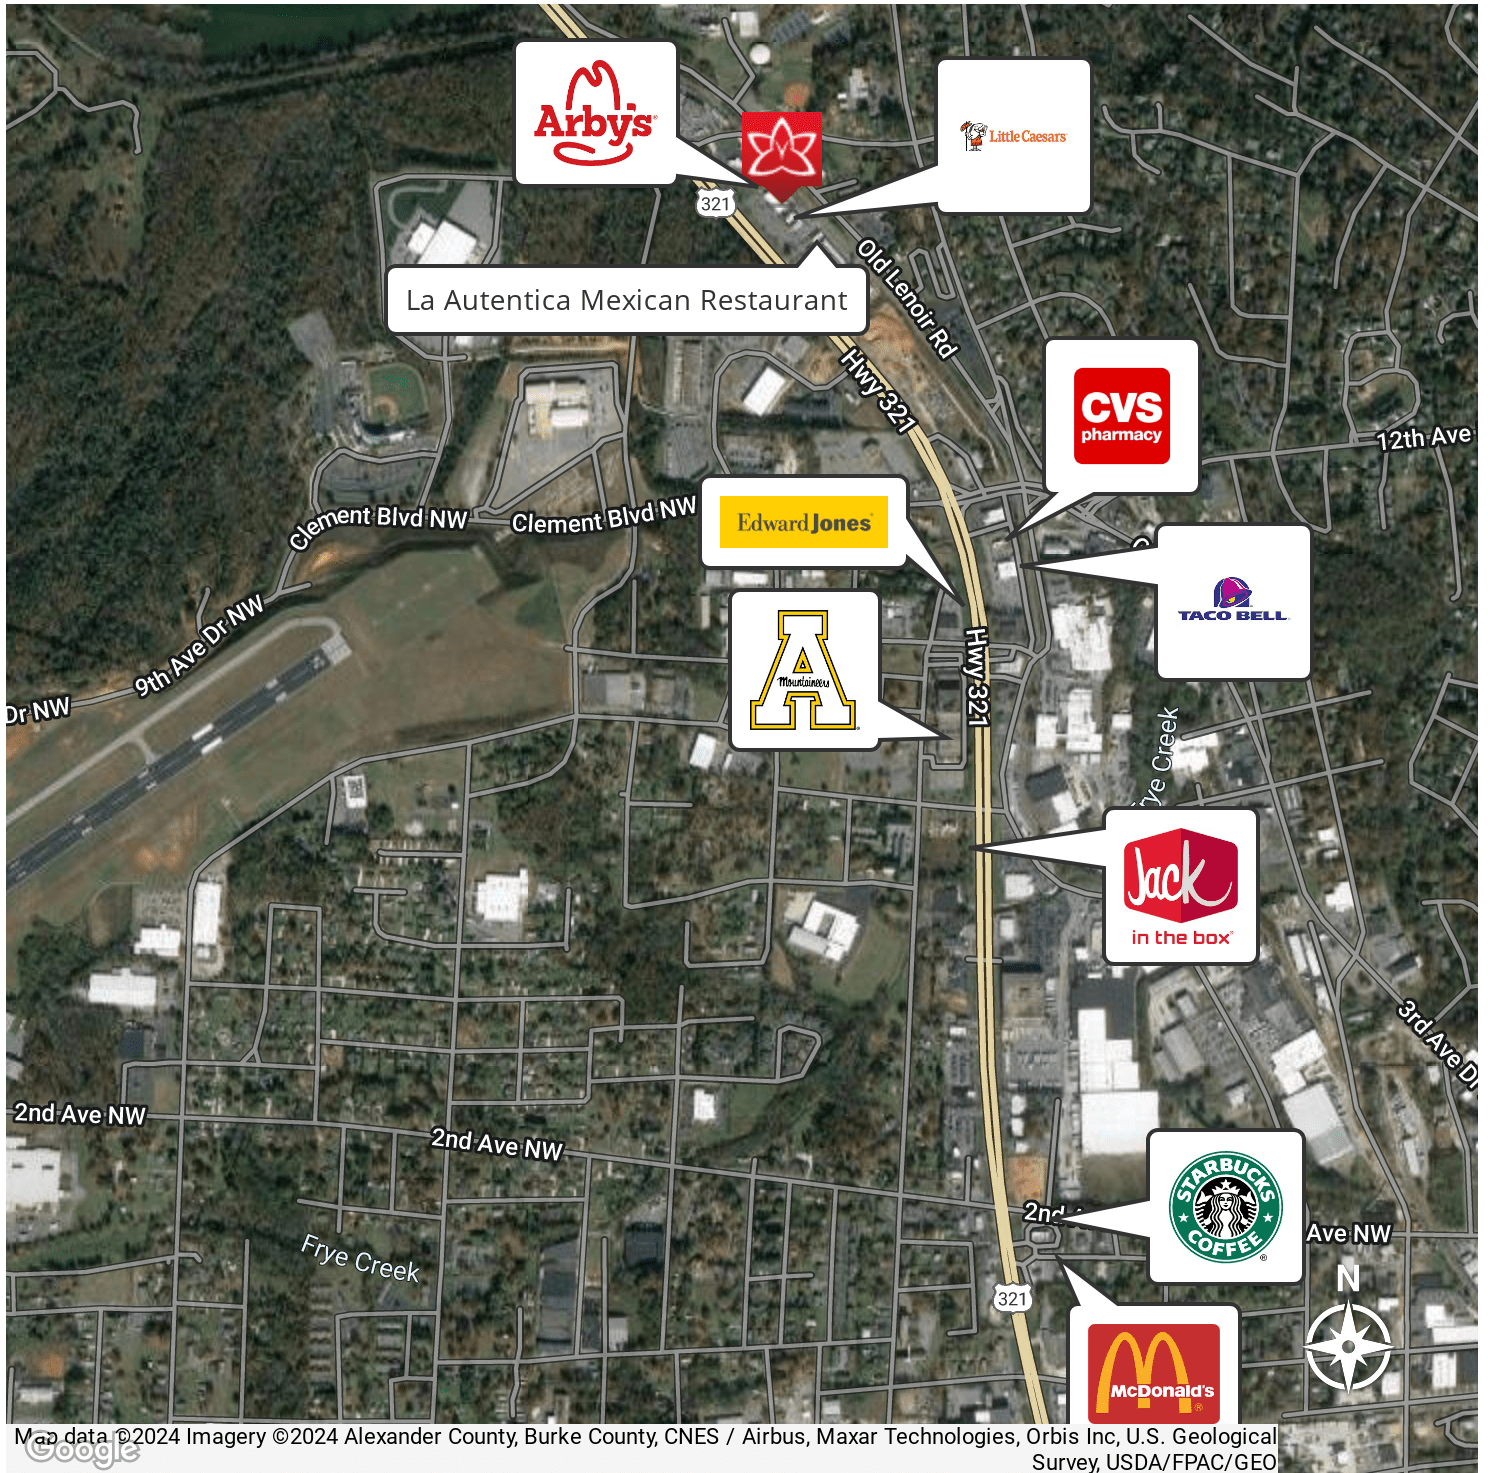 Arby's
Little Caesars
321
La Autentica Mexican Restaurant
Old Lenoir Rd
Hwy 321
CVS
pharmacy
12th Ave
Edward Jones
Clement Blvd NW
Clement Blvd NW
TACO BELL
9th Ave Dr NW
Dr NW
A
Mountaineers
Hwy 321
Frye Creek
Jack
in the box
3rd Ave Dr
2nd Ave NW
2nd Ave NW
STARBUCKS
COFFEE
2nd
Ave NW
Frye Creek
N
321
McDonald's
Google
Map data ©2024 Imagery ©2024 Alexander County, Burke County, CNES / Airbus, Maxar Technologies, Orbis Inc, U.S. Geological
Survey, USDA/FPAC/GEO